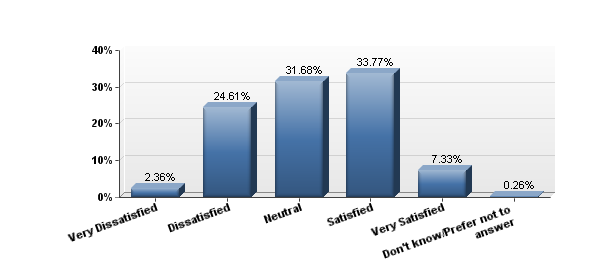 40%
30%
20%
10%
0%
2.36%
24.61%
31.68%
33.77%
7.33%
0.26%
Very Dissatisfied
Dissatisfied
Neutral
Satisfied
Very Satisfied
Don't know/Prefer not to
answer